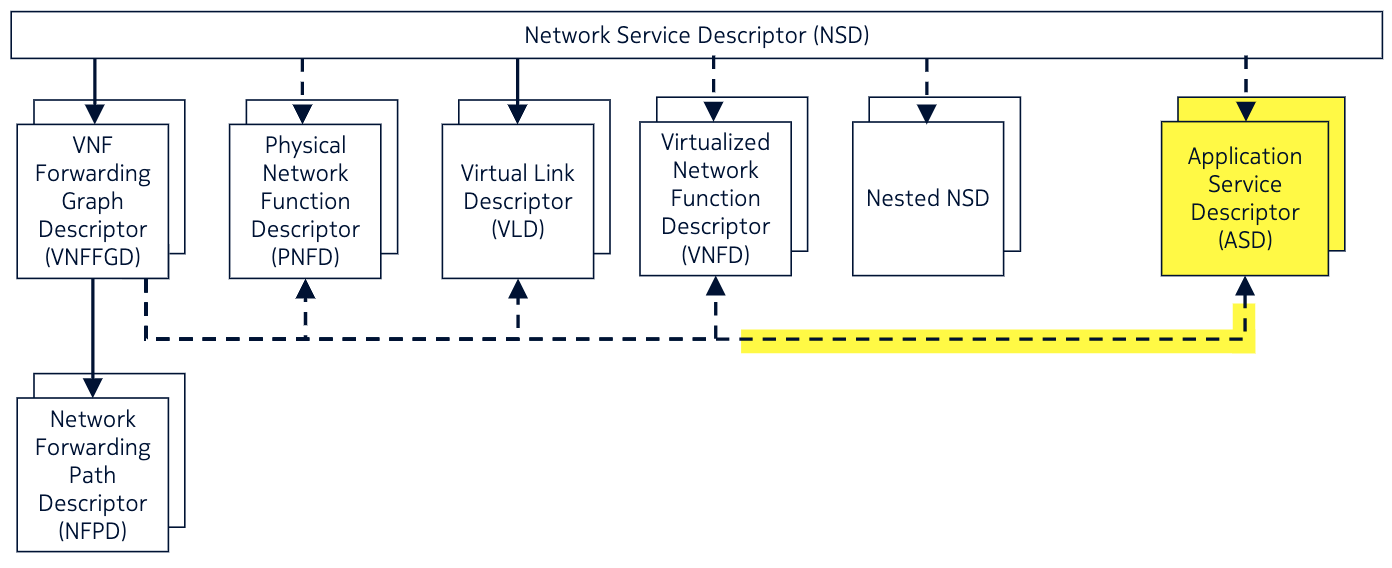 Network Service Descriptor (NSD)
VNF
Forwarding
Graph
Descriptor
(VNFFGD)
Physical
Network
Function
Descriptor
(PNFD)
Virtual Link
Descriptor
(VLD)
Virtualized
Network
Function
Descriptor
(VNFD)
Nested NSD
Application
Service
Descriptor
(ASD)
Network
Forwarding
Path
Descriptor
(NFPD)